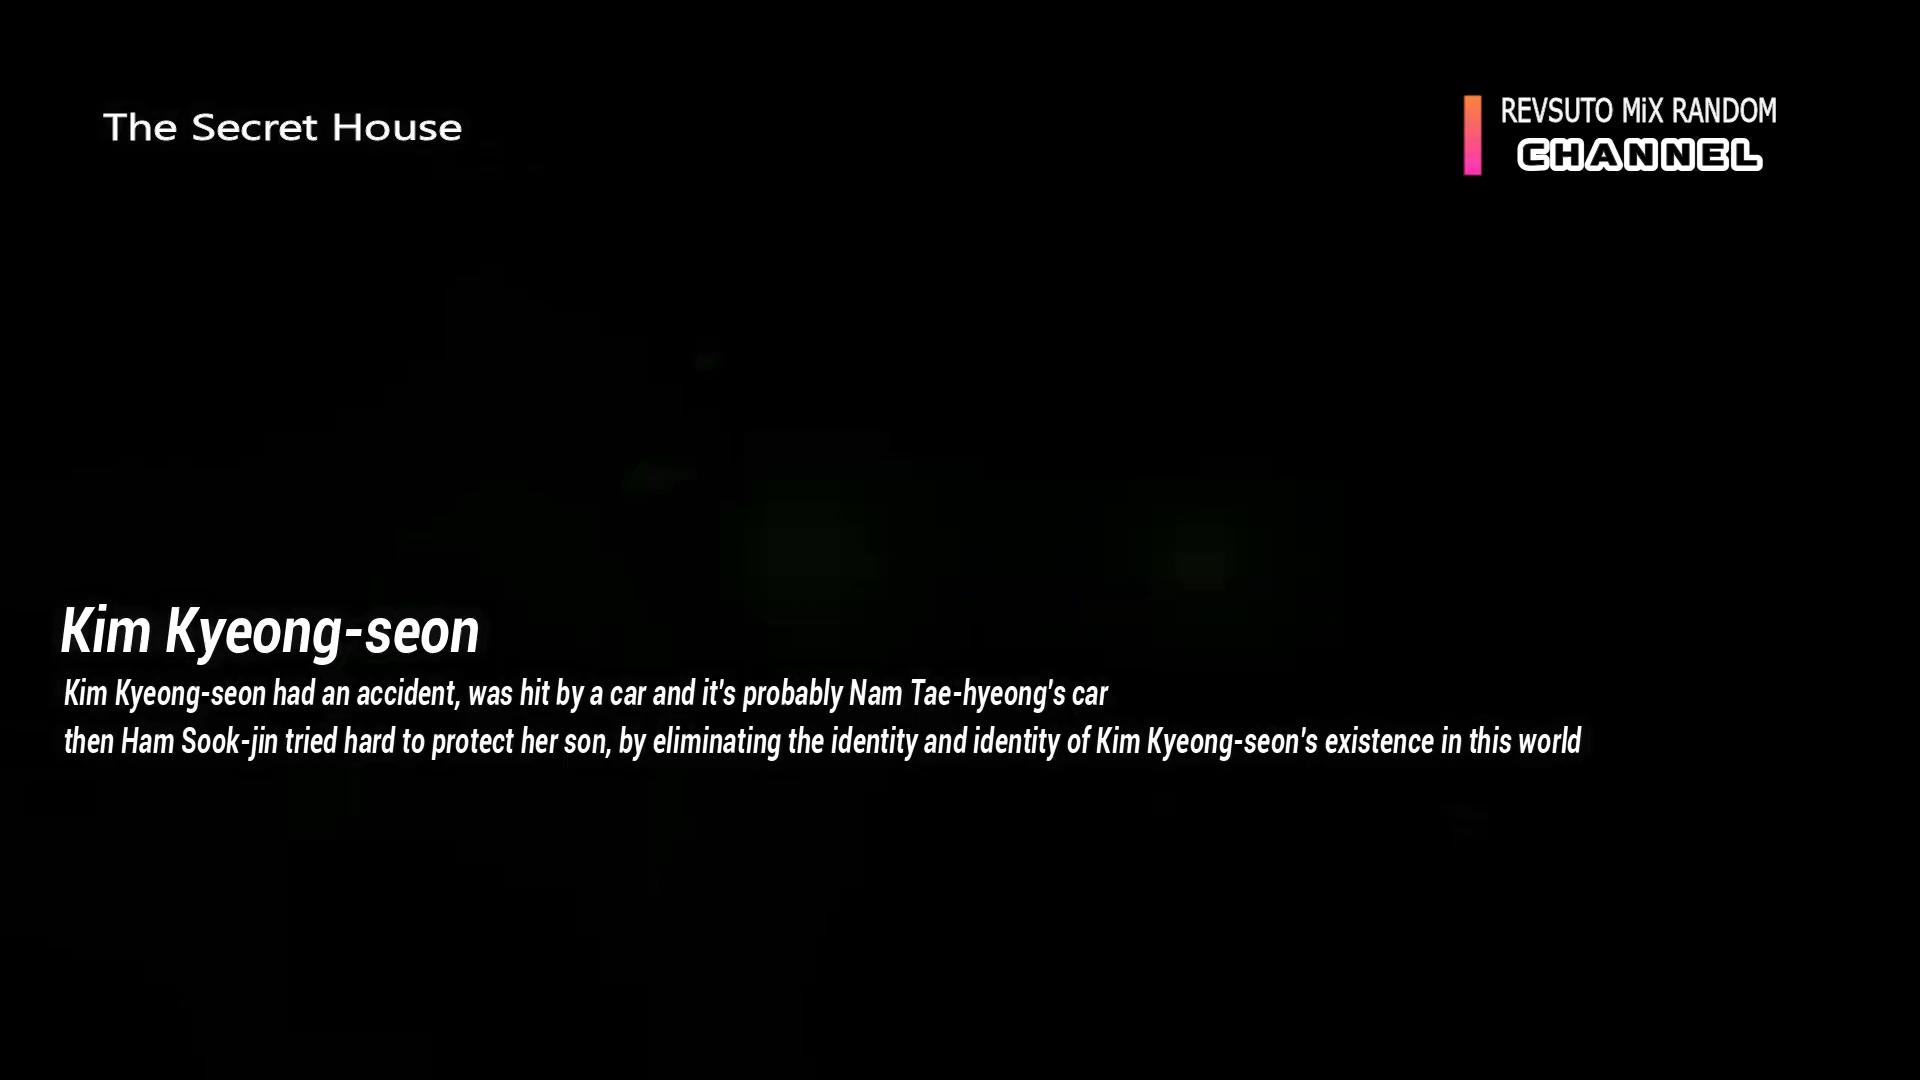 The Secret House
REVSUTO MiX RANDOM
CHANNEL
Kim Kyeong-seon
Kim Kyeong-seon had an accident, was hit by a car and it's probably Nam Tae-hyeong's car
then Ham Sook-jin tried hard to protect her son, by eliminating the identity and identity of Kim Kyeong-seon's existence in this world